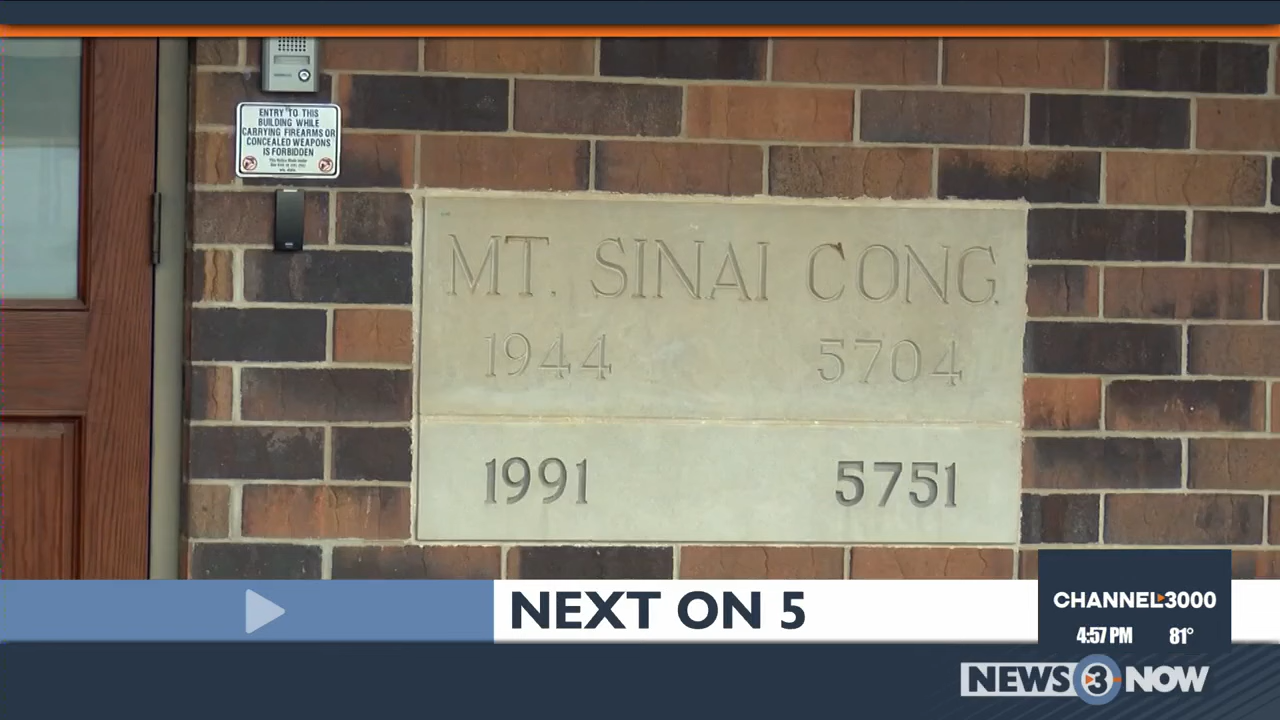 ENTRY TO THIS
BUILDING WHILE
CARRYING FIREARMS OR
CONCEALED WEAPONS
IS FORBIDDEN
MT. SINAI CONG.
1944 5704
1991 5751
NEXT ON 5
CHANNEL3000
4:57 PM 81°
NEWS 3 NOW